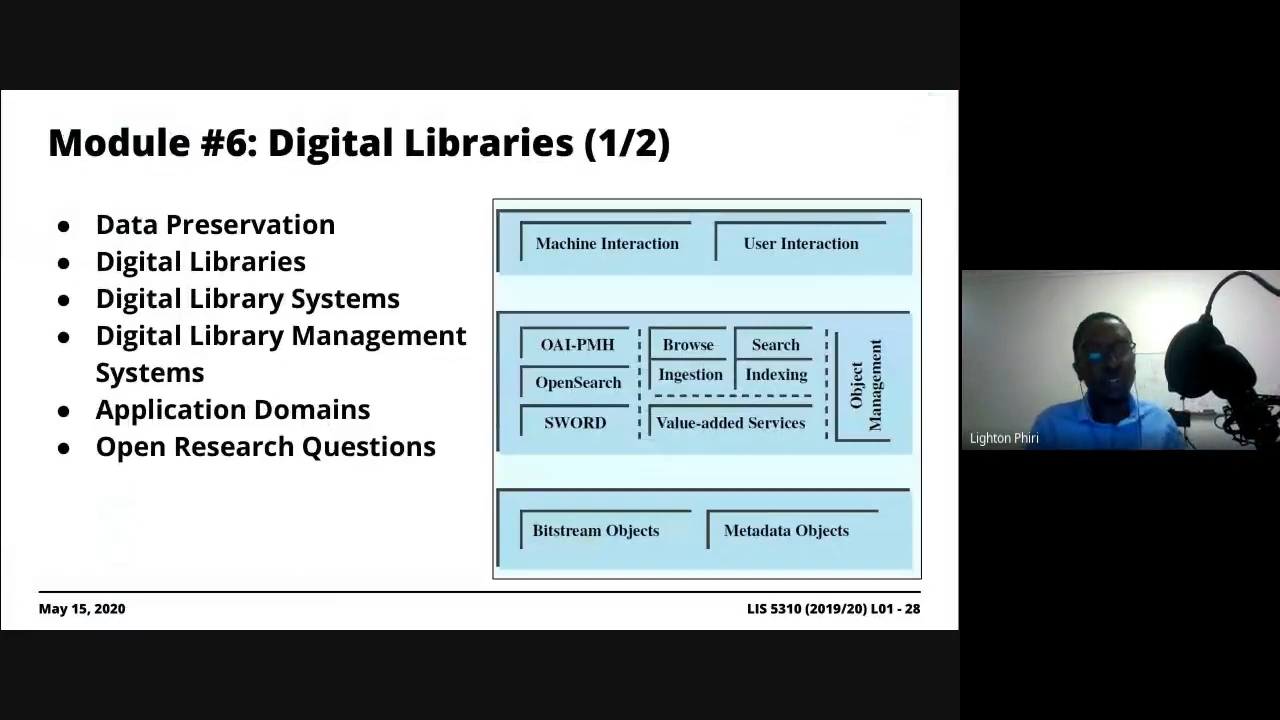 Module #6: Digital Libraries (1/2)
● Data Preservation
● Digital Libraries
● Digital Library Systems
● Digital Library Management
Systems
● Application Domains
● Open Research Questions
Machine Interaction
User Interaction
OAI-PMH
OpenSearch
SWORD
Browse
Search
Ingestion
Indexing
Value-added Services
Object
Management
Bitstream Objects
Metadata Objects
May 15, 2020
LIS 5310 (2019/20) L01 - 28
Lighton Phiri